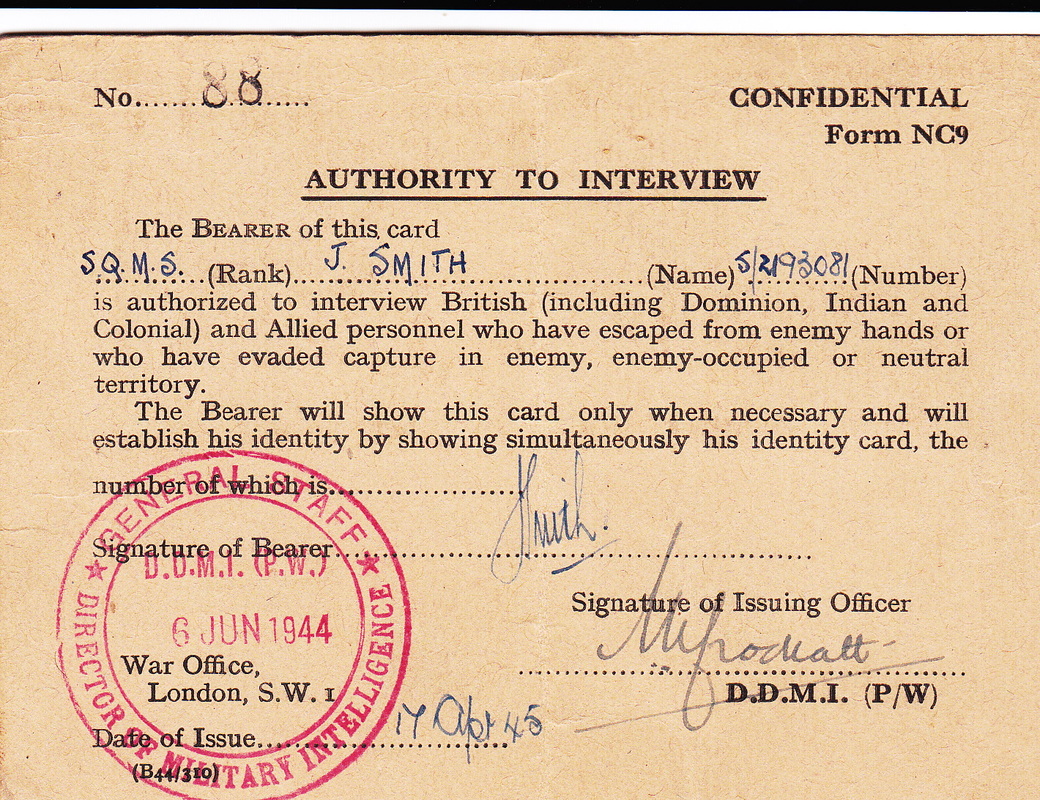 No. 88
CONFIDENTIAL
Form NC9
AUTHORITY TO INTERVIEW
The BEARER of this card
S.Q.M.S. (Rank) J. SMITH (Name) S/2193081 (Number)
is authorized to interview British (including Dominion, Indian and
Colonial) and Allied personnel who have escaped from enemy hands or
who have evaded capture in enemy, enemy-occupied or neutral
territory.
The Bearer will show this card only when necessary and will
establish his identity by showing simultaneously his identity card, the
number of which is
Signature of Bearer JSmith.
Signature of Issuing Officer
D.D.M.I. (P/W)
War Office,
London, S.W. 1
Date of Issue 17 Apr 45
(B44/310)
GENERAL STAFF
D.D.M.I. (P.W.)
6 JUN 1944
DIRECTOR OF MILITARY INTELLIGENCE